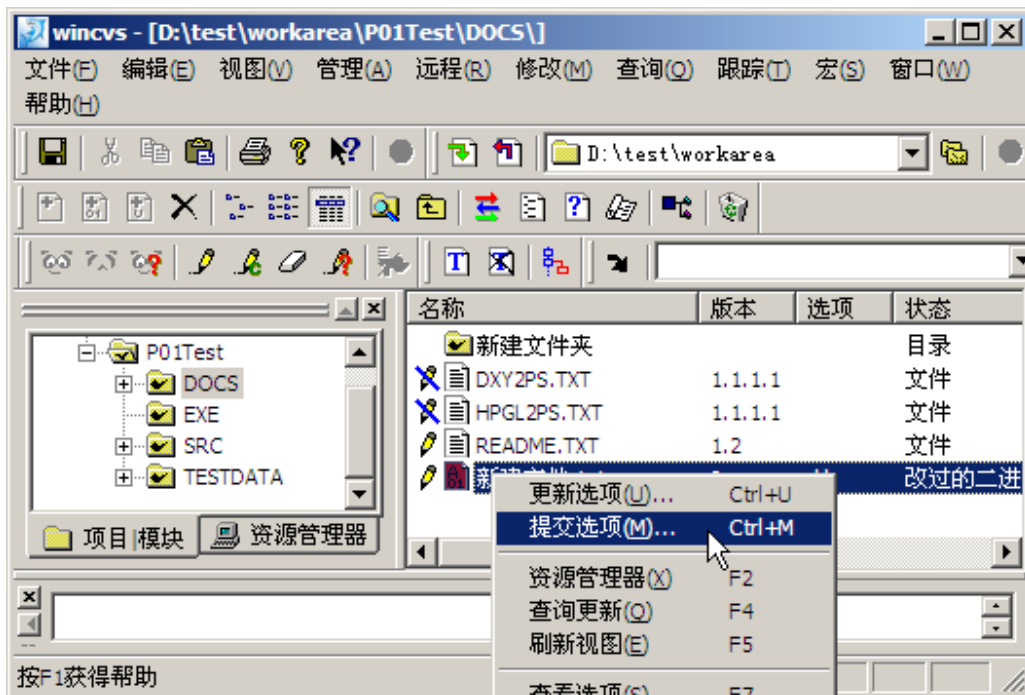 wincvs - [D:\test\workarea\P01Test\DOCS\]
文件(F) 编辑(E) 视图(V) 管理(A) 远程(R) 修改(M) 查询(Q) 跟踪(T) 宏(S) 窗口(W)
帮助(H)
D:\test\workarea
名称 版本 选项 状态
P01Test
DOCS
EXE
SRC
TESTDATA
项目|模块 资源管理器
新建文件夹 目录
DXY2PS.TXT 1.1.1.1 文件
HPGL2PS.TXT 1.1.1.1 文件
README.TXT 1.2 文件
改过的二进
更新选项(U)... Ctrl+U
提交选项(M)... Ctrl+M
资源管理器(X) F2
查询更新(Q) F4
刷新视图(E) F5
查看选项(S) F7
按F1获得帮助